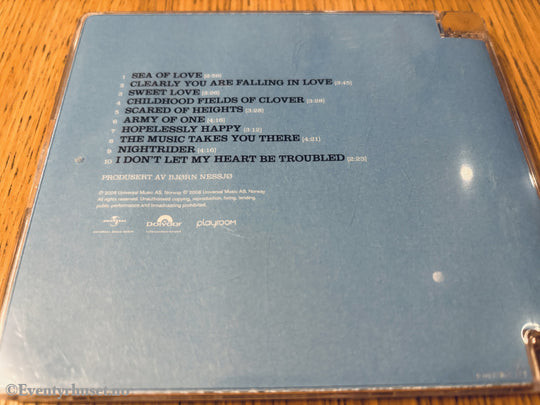 1 SEA OF LOVE
2 CLEARLY YOU ARE FALLING IN LOVE [3:45]
3 SWEET LOVE
4 CHILDHOOD FIELDS OF CLOVER
5 SCARED OF HEIGHTS
6 ARMY OF ONE [4:16]
7 HOPELESSLY HAPPY [3:12]
8 THE MUSIC TAKES YOU THERE [4:21]
9 NIGHTRIDER [4:16]
10 I DON'T LET MY HEART BE TROUBLED [2:23]
PRODUSERT AV BJØRN NESSJØ
℗ 2008 Universal Music AS, Norway © 2008 Universal Music AS, Norway.
All rights reserved. Unauthorised copying, reproduction, hiring, lending,
public performance and broadcasting prohibited.
UNIVERSAL
Polydor
playroom
©Eventyrhuset.no